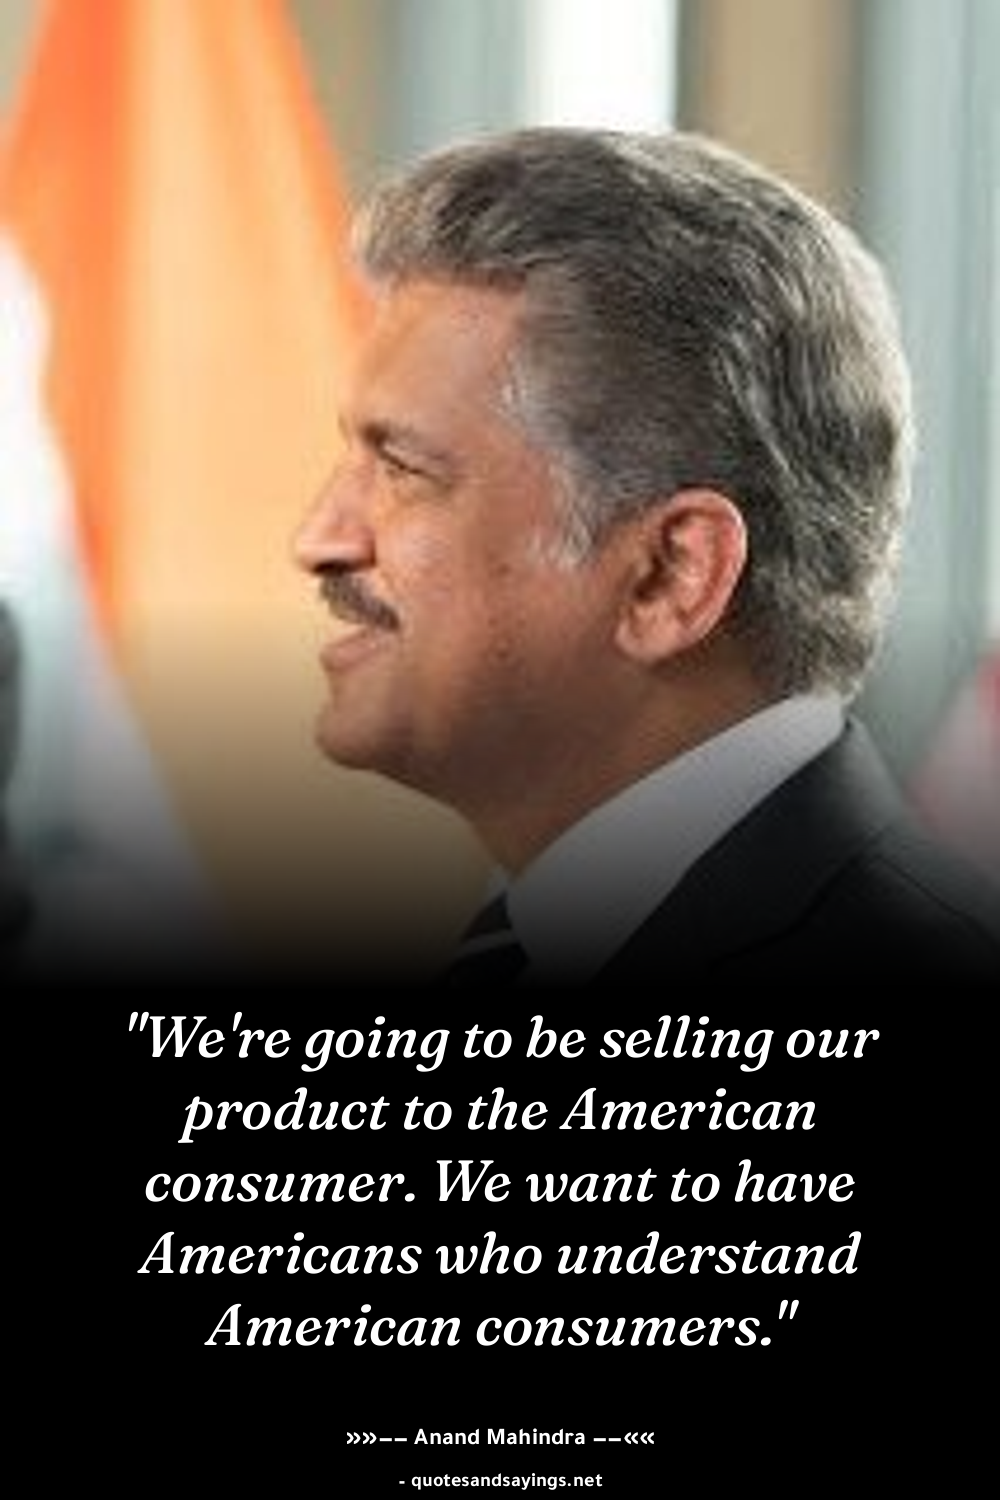 "We're going to be selling our
product to the American
consumer. We want to have
Americans who understand
American consumers."
»»–– Anand Mahindra ––««
- quotesandsayings.net